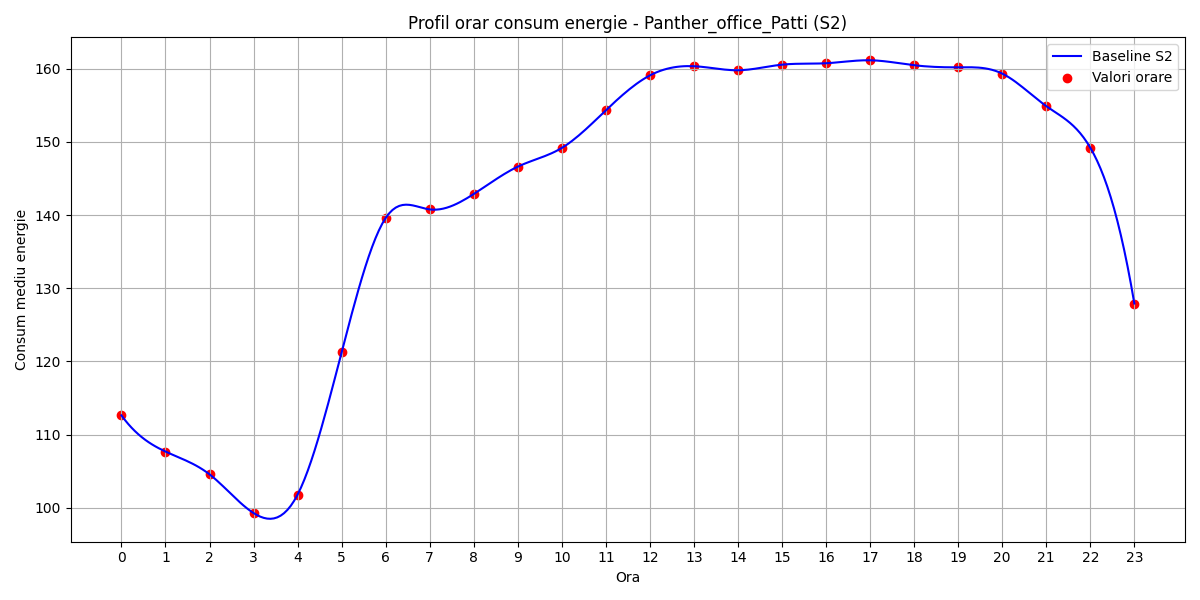 Profil orar consum energie - Panther_office_Patti (S2)
Baseline S2
Valori orare
Consum mediu energie
160
150
140
130
120
110
100
0 1 2 3 4 5 6 7 8 9 10 11 12 13 14 15 16 17 18 19 20 21 22 23
Ora